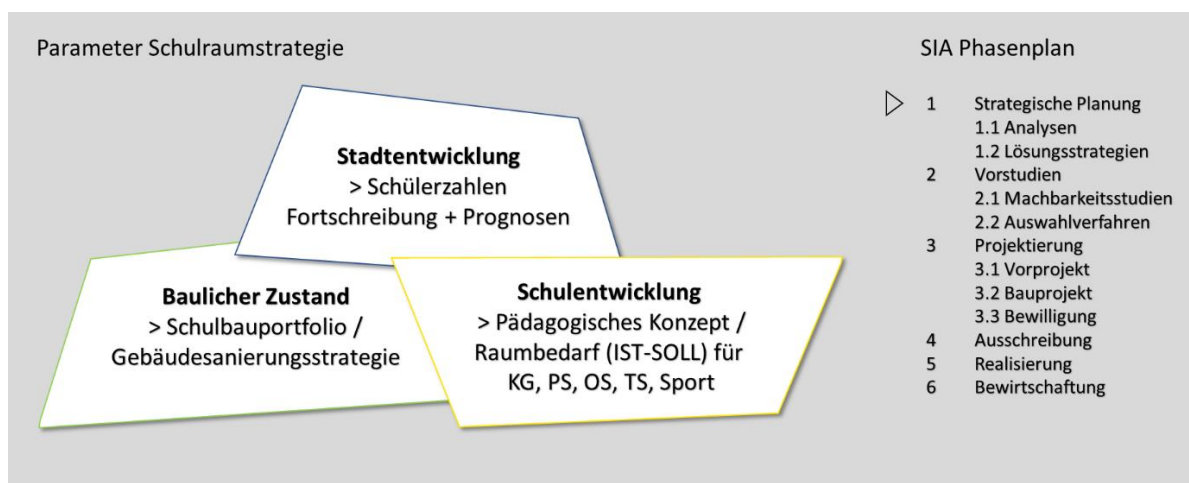 Parameter Schulraumstrategie
Stadtentwicklung
> Schülerzahlen
Fortschreibung + Prognosen
Baulicher Zustand
> Schulbauportfolio /
Gebäudesanierungsstrategie
Schulentwicklung
> Pädagogisches Konzept /
Raumbedarf (IST-SOLL) für
KG, PS, OS, TS, Sport
SIA Phasenplan
1 Strategische Planung
1.1 Analysen
1.2 Lösungsstrategien
2 Vorstudien
2.1 Machbarkeitsstudien
2.2 Auswahlverfahren
3 Projektierung
3.1 Vorprojekt
3.2 Bauprojekt
3.3 Bewilligung
4 Ausschreibung
5 Realisierung
6 Bewirtschaftung